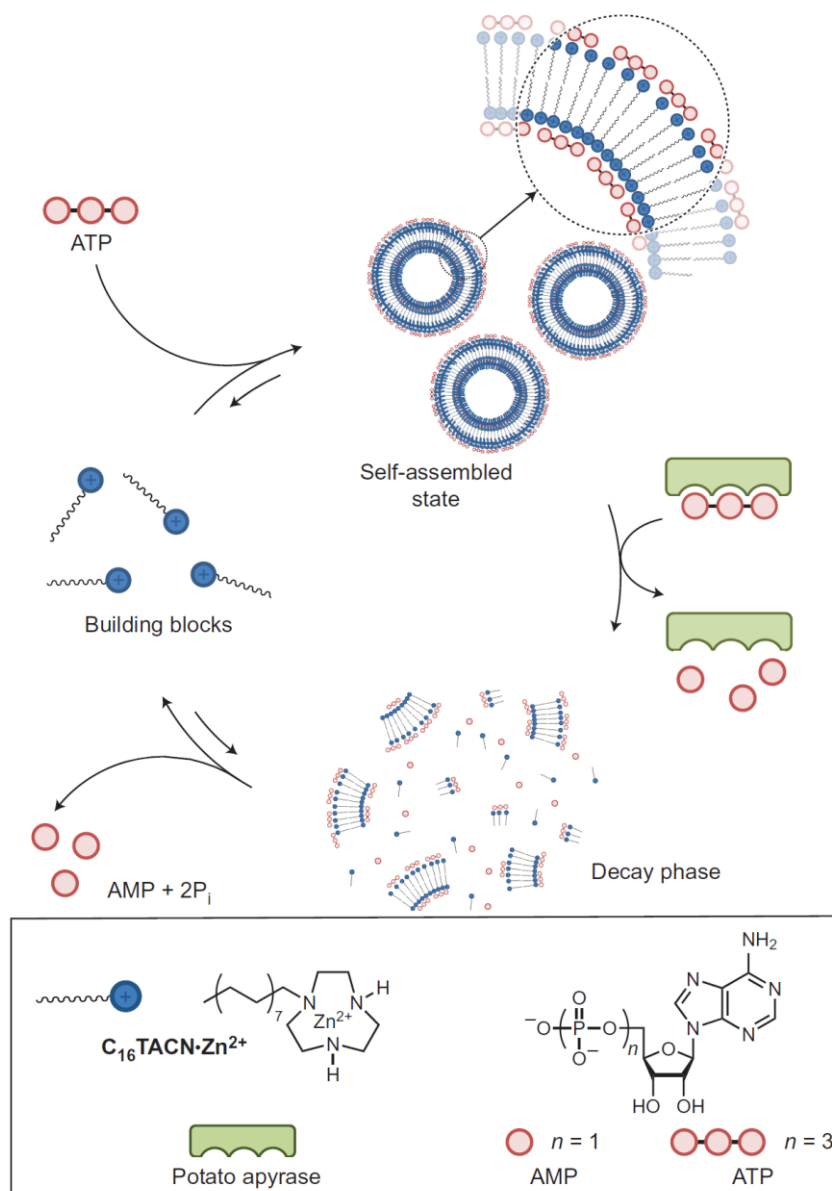 ATP
Self-assembled
state
Building blocks
Decay phase
AMP + 2Pi
+
C16TACN·Zn2+
7
N
N
H
Zn2+
N
H
Potato apyrase
NH2
N
N
N
N
−O
O
P
O
O−
n
O
HO
OH
n = 1
AMP
n = 3
ATP